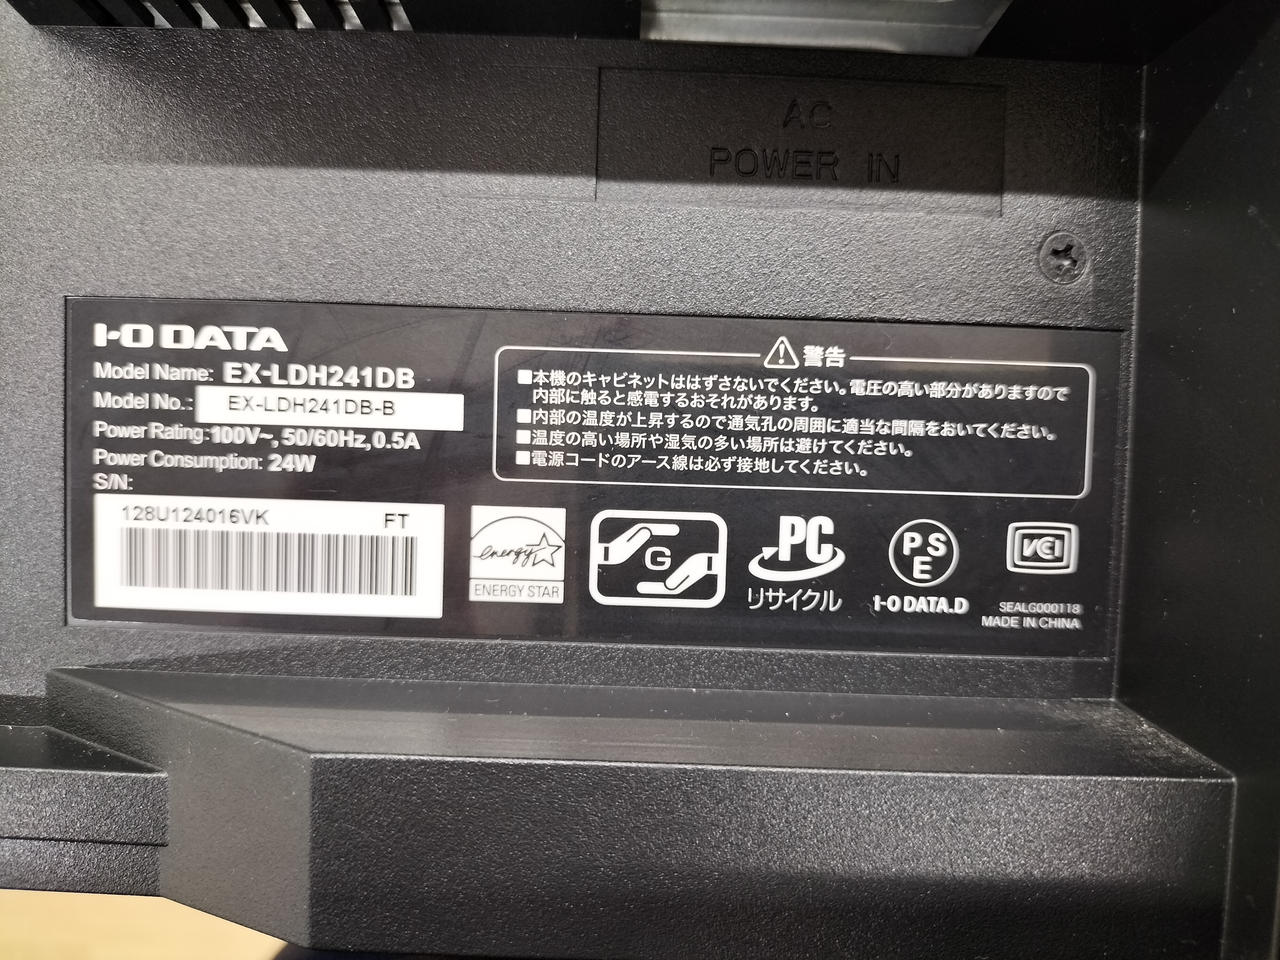 AC
POWER IN
I-O DATA
Model Name: EX-LDH241DB
Model No.: EX-LDH241DB-B
Power Rating:100V~, 50/60Hz, 0.5A
Power Consumption: 24W
S/N:
128U124016VK FT
警告
■本機のキャビネットははずさないでください。電圧の高い部分がありますので
内部に触ると感電するおそれがあります。
■内部の温度が上昇するので通気孔の周囲に適当な間隔をおいてください。
■温度の高い場所や湿気の多い場所は避けてください。
■電源コードのアース線は必ず接地してください。
energy
ENERGY STAR
G
PC
リサイクル
PS
E
I-O DATA.D
VCCI
SEALG000118
MADE IN CHINA